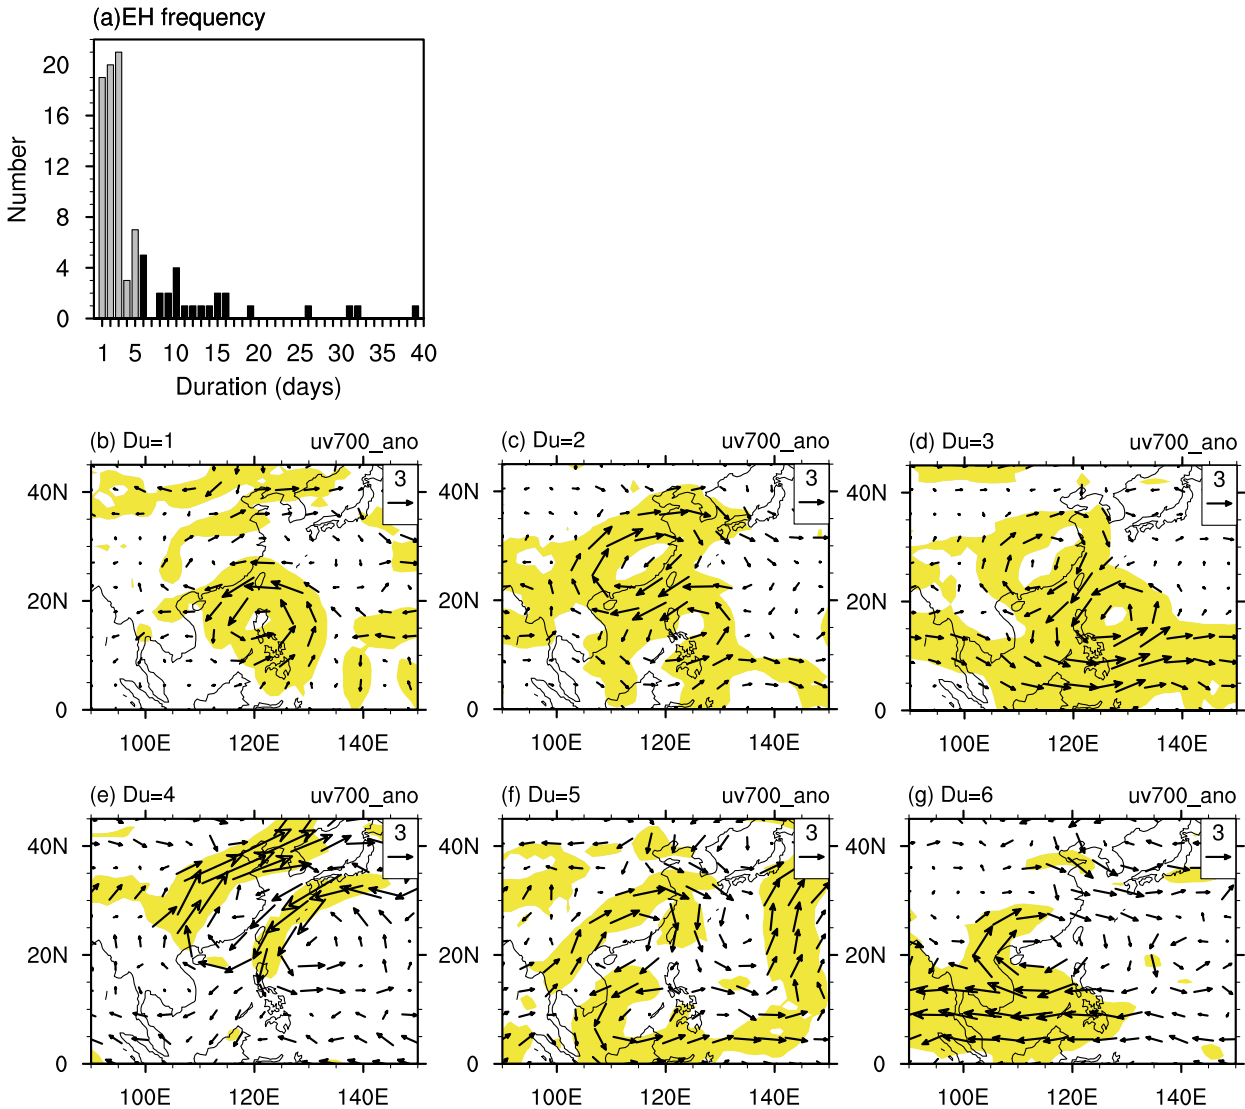 (a)EH frequency
20
16
12
8
4
0
Number
1 5 10 15 20 25 30 35 40
Duration (days)
(b) Du=1 uv700_ano
3
40N
20N
0
100E 120E 140E
(c) Du=2 uv700_ano
3
40N
20N
0
100E 120E 140E
(d) Du=3 uv700_ano
3
40N
20N
0
100E 120E 140E
(e) Du=4 uv700_ano
3
40N
20N
0
100E 120E 140E
(f) Du=5 uv700_ano
3
40N
20N
0
100E 120E 140E
(g) Du=6 uv700_ano
3
40N
20N
0
100E 120E 140E